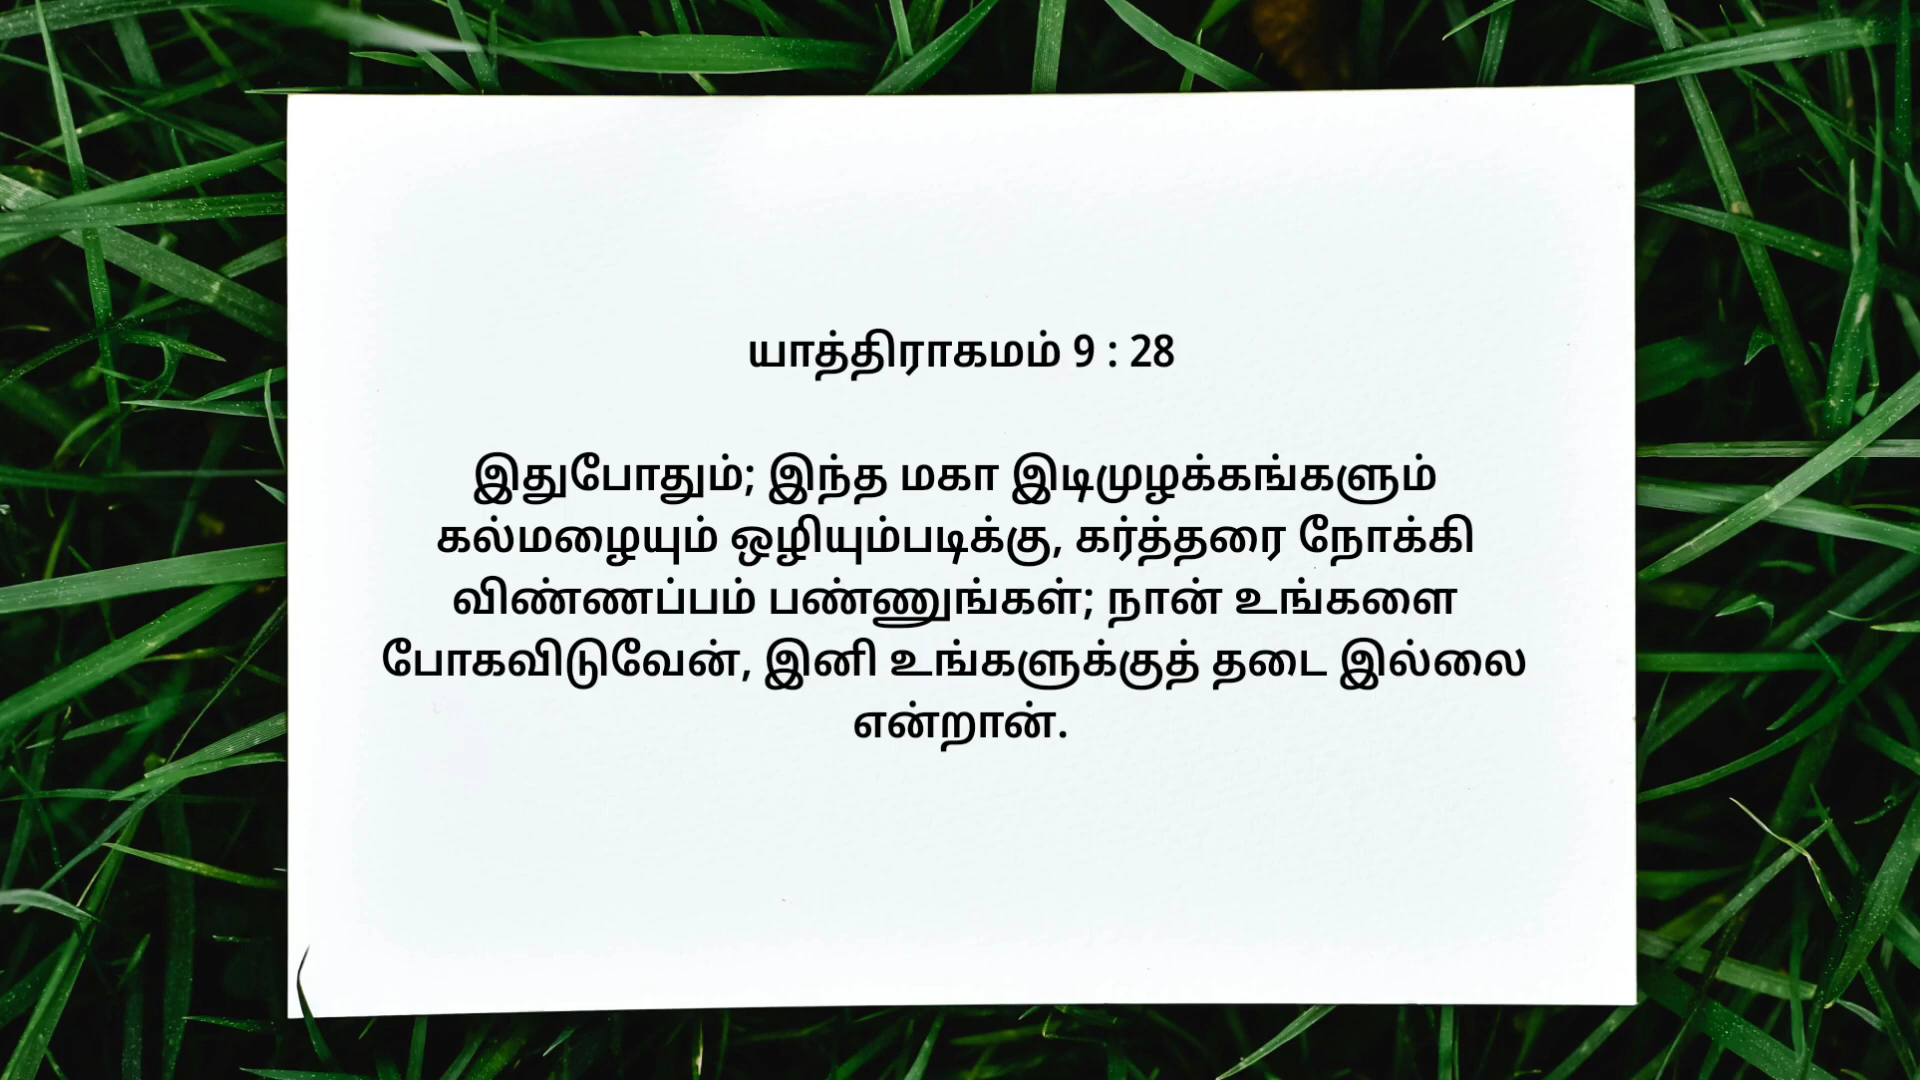 யாத்திராகமம் 9 : 28
இதுபோதும்; இந்த மகா இடிமுழக்கங்களும்
கல்மழையும் ஒழியும்படிக்கு, கர்த்தரை நோக்கி
விண்ணப்பம் பண்ணுங்கள்; நான் உங்களை
போகவிடுவேன், இனி உங்களுக்குத் தடை இல்லை
என்றான்.